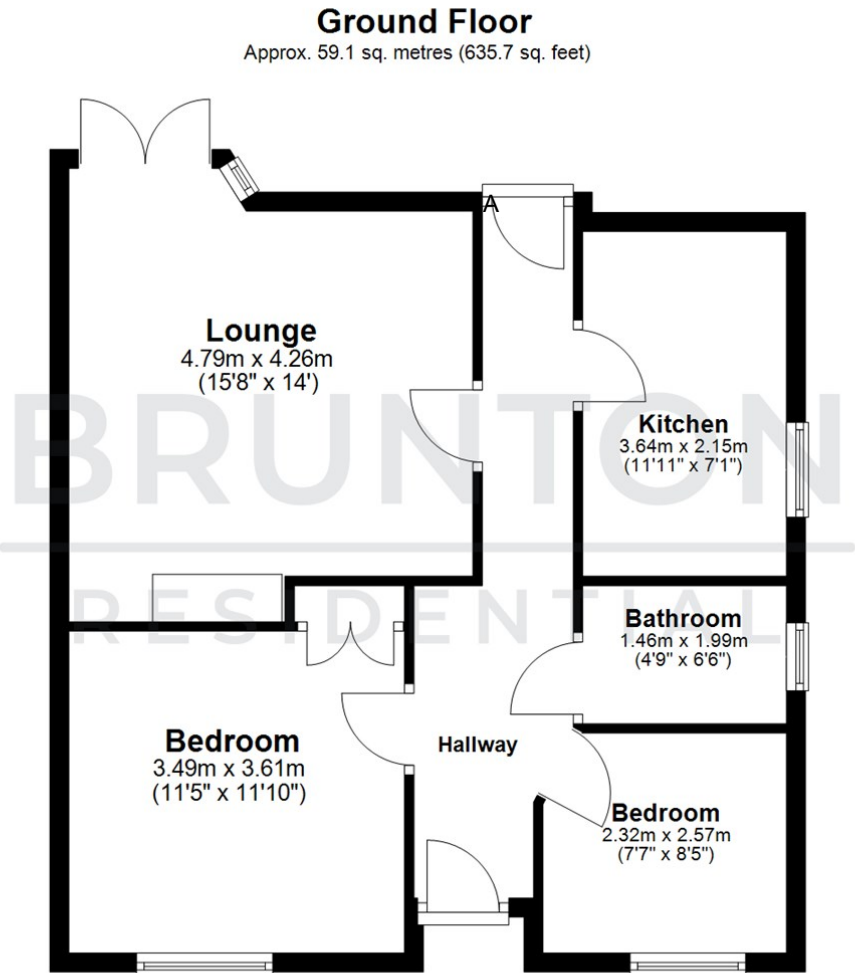 Ground Floor
Approx. 59.1 sq. metres (635.7 sq. feet)
A
Lounge
4.79m x 4.26m
(15'8" x 14')
Kitchen
3.64m x 2.15m
(11'11" x 7'1")
BRUNTON
RESIDENTIAL
Bathroom
1.46m x 1.99m
(4'9" x 6'6")
Bedroom
3.49m x 3.61m
(11'5" x 11'10")
Hallway
Bedroom
2.32m x 2.57m
(7'7" x 8'5")